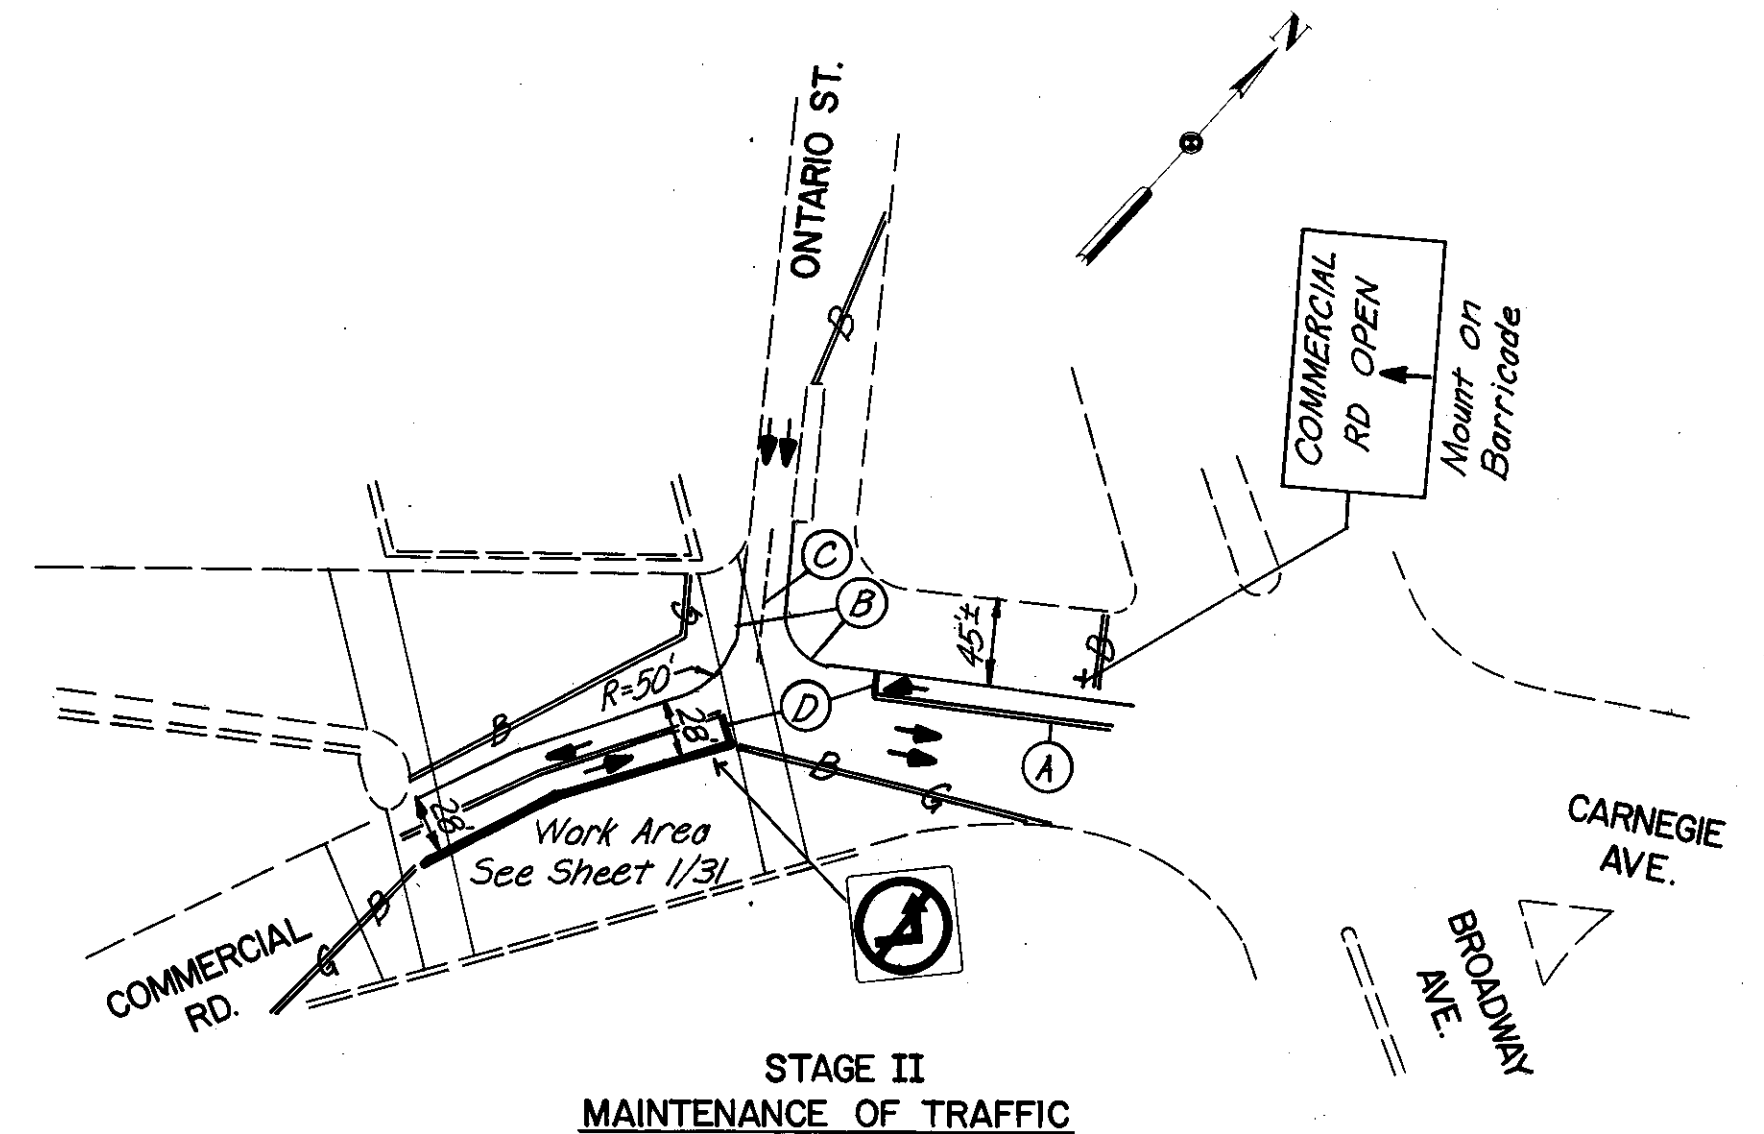 N
ONTARIO ST.
COMMERCIAL
RD OPEN
Mount on
Barricade
B
C
B
45'±
B
G
R=50'
28'
D
B
A
B
G
28'
Work Area
See Sheet 1/31
B
G
COMMERCIAL
RD.
CARNEGIE
AVE.
BROADWAY
AVE.
STAGE II
MAINTENANCE OF TRAFFIC